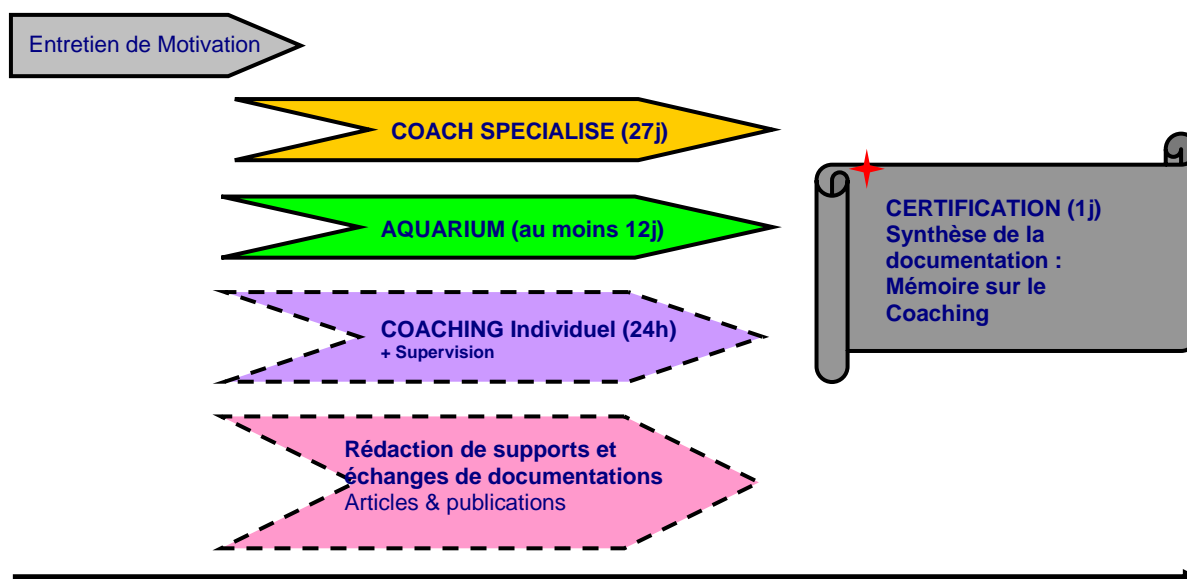 Entretien de Motivation
COACH SPECIALISE (27j)
AQUARIUM (au moins 12j)
COACHING Individuel (24h)
+ Supervision
Rédaction de supports et
échanges de documentations
Articles & publications
CERTIFICATION (1j)
Synthèse de la
documentation :
Mémoire sur le
Coaching